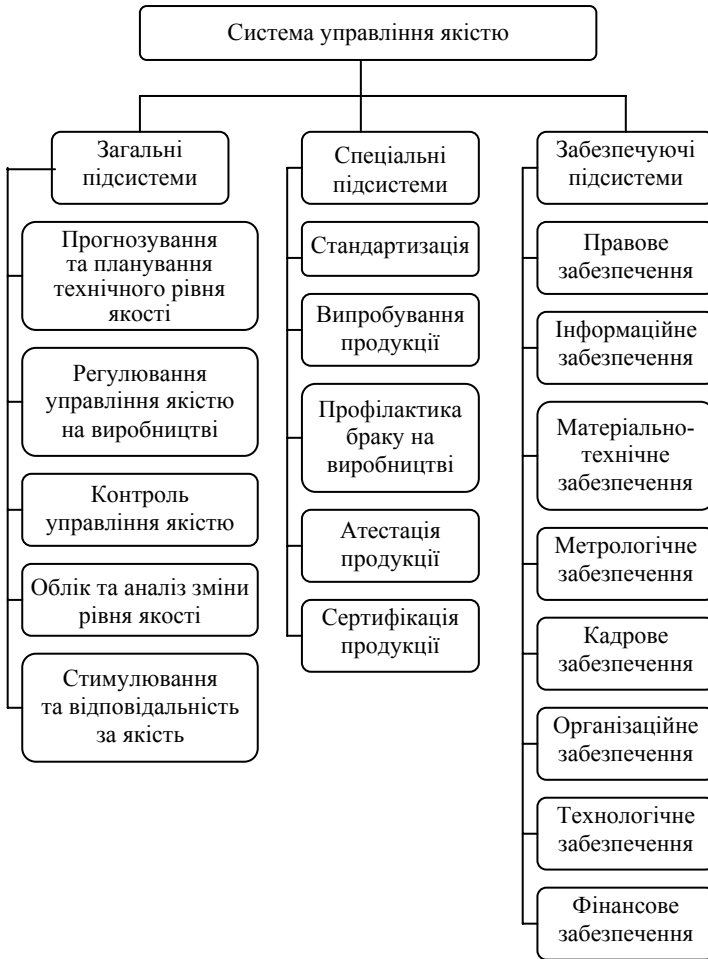 Система управління якістю
Загальні
підсистеми
Прогнозування
та планування
технічного рівня
якості
Регулювання
управління якістю
на виробництві
Контроль
управління якістю
Облік та аналіз зміни
рівня якості
Стимулювання
та відповідальність
за якість
Спеціальні
підсистеми
Стандартизація
Випробування
продукції
Профілактика
браку на
виробництві
Атестація
продукції
Сертифікація
продукції
Забезпечуючі
підсистеми
Правове
забезпечення
Інформаційне
забезпечення
Матеріально-
технічне
забезпечення
Метрологічне
забезпечення
Кадрове
забезпечення
Організаційне
забезпечення
Технологічне
забезпечення
Фінансове
забезпечення